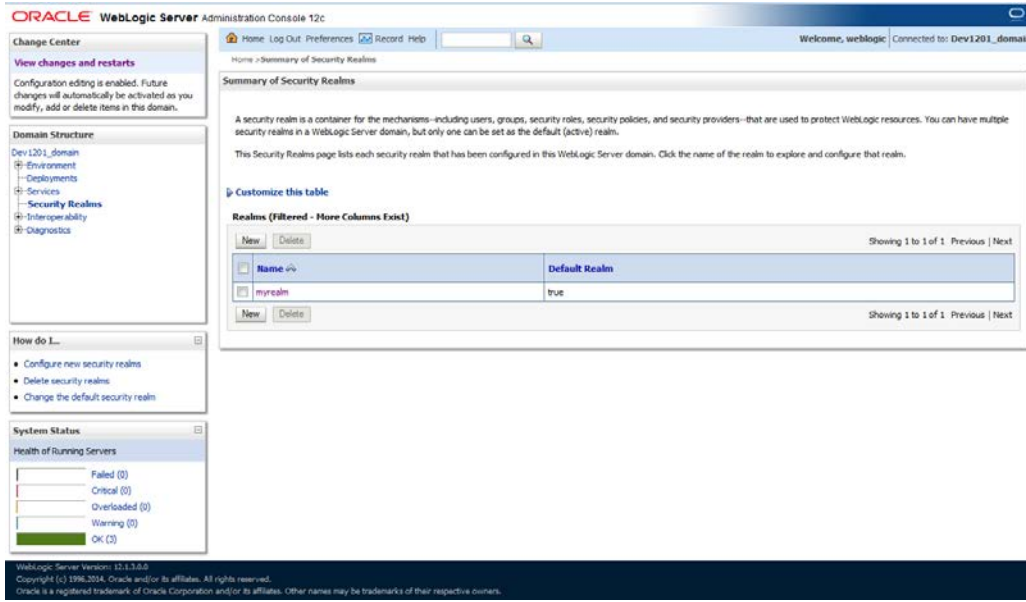 ORACLE WebLogic Server Administration Console 12c
Change Center
View changes and restarts
Configuration editing is enabled. Future
changes will automatically be activated as you
modify, add or delete items in this domain.
Domain Structure
Dev1201_domain
Environment
Deployments
Services
Security Realms
Interoperability
Diagnostics
How do I...
Configure new security realms
Delete security realms
Change the default security realm
System Status
Health of Running Servers
Failed (0)
Critical (0)
Overloaded (0)
Warning (0)
OK (3)
Home Log Out Preferences Record Help
Welcome, weblogic Connected to: Dev1201_domai
Home >Summary of Security Realms
Summary of Security Realms
A security realm is a container for the mechanisms--including users, groups, security roles, security policies, and security providers--that are used to protect WebLogic resources. You can have multiple
security realms in a WebLogic Server domain, but only one can be set as the default (active) realm.
This Security Realms page lists each security realm that has been configured in this WebLogic Server domain. Click the name of the realm to explore and configure that realm.
Customize this table
Realms (Filtered - More Columns Exist)
New Delete Showing 1 to 1 of 1 Previous | Next
Name Default Realm
myrealm true
New Delete Showing 1 to 1 of 1 Previous | Next
WebLogic Server Version: 12.1.3.0.0
Copyright (c) 1996,2014, Oracle and/or its affiliates. All rights reserved.
Oracle is a registered trademark of Oracle Corporation and/or its affiliates. Other names may be trademarks of their respective owners.